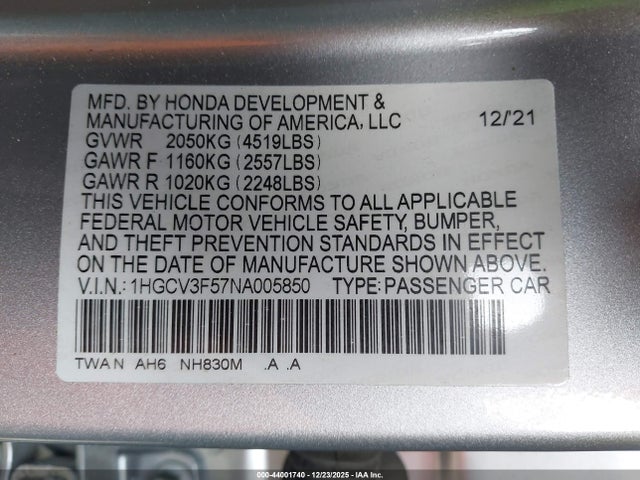 MFD. BY HONDA DEVELOPMENT &
MANUFACTURING OF AMERICA, LLC 12/'21
GVWR 2050KG (4519LBS)
GAWR F 1160KG (2557LBS)
GAWR R 1020KG (2248LBS)
THIS VEHICLE CONFORMS TO ALL APPLICABLE
FEDERAL MOTOR VEHICLE SAFETY, BUMPER,
AND THEFT PREVENTION STANDARDS IN EFFECT
ON THE DATE OF MANUFACTURE SHOWN ABOVE.
V.I.N.: 1HGCV3F57NA005850 TYPE: PASSENGER CAR
TWA N AH6 NH830M .A .A
000-44001740 - 12/23/2025 - IAA Inc.